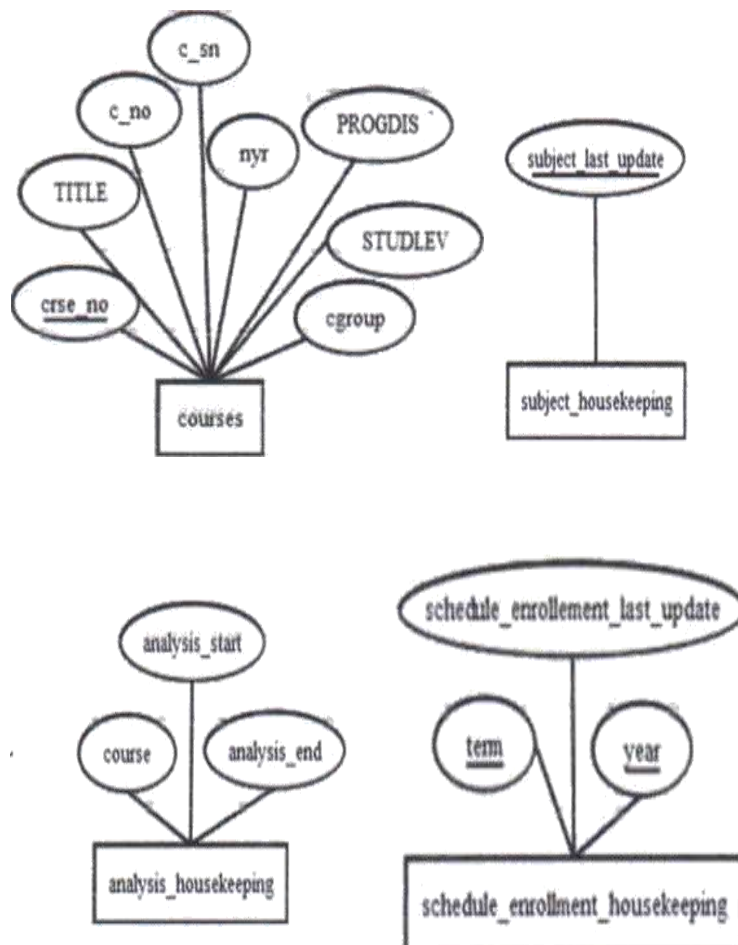 c_sn
c_no
nyr
PROGDIS
TITLE
STUDLEV
crse_no
cgroup
courses
subject_last_update
subject_housekeeping
analysis_start
course
analysis_end
analysis_housekeeping
schedule_enrollement_last_update
term
year
schedule_enrollment_housekeeping